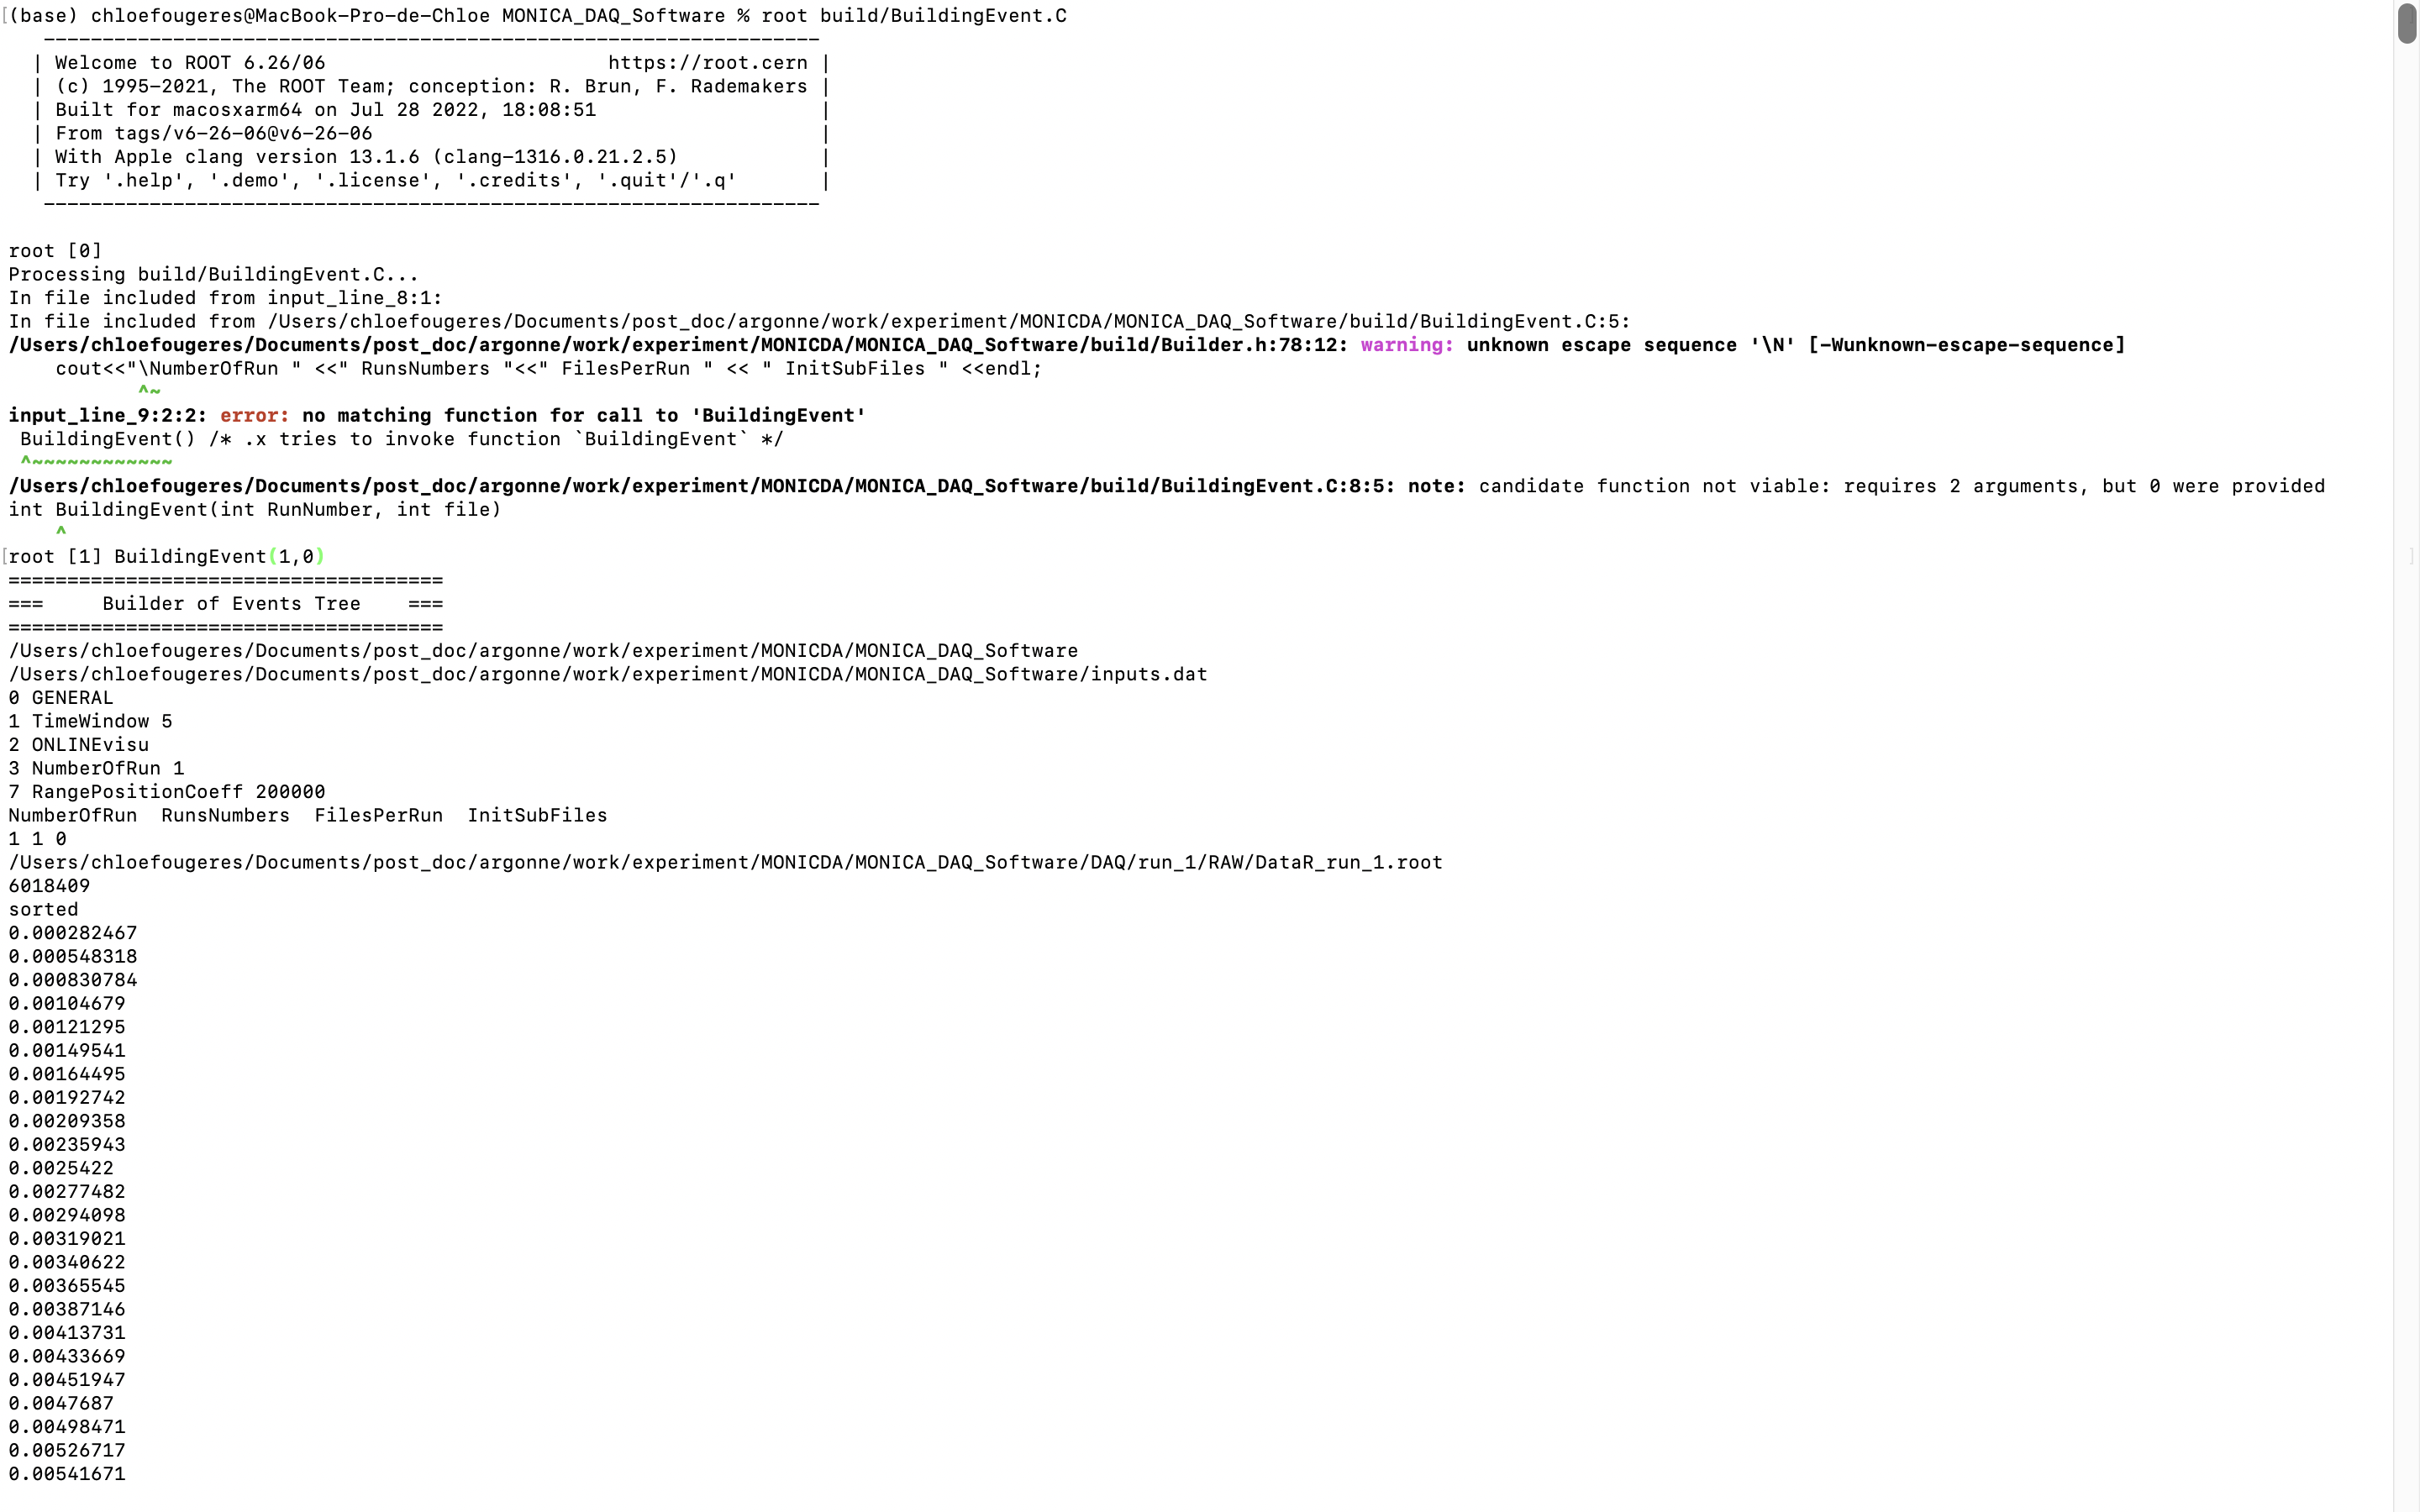 (base) chloefougeres@MacBook-Pro-de-Chloe MONICA_DAQ_Software % root build/BuildingEvent.C
   ------------------------------------------------------------------
  | Welcome to ROOT 6.26/06                        https://root.cern |
  | (c) 1995-2021, The ROOT Team; conception: R. Brun, F. Rademakers |
  | Built for macosxarm64 on Jul 28 2022, 18:08:51                   |
  | From tags/v6-26-06@v6-26-06                                      |
  | With Apple clang version 13.1.6 (clang-1316.0.21.2.5)            |
  | Try '.help', '.demo', '.license', '.credits', '.quit'/'.q'       |
   ------------------------------------------------------------------
root [0]
Processing build/BuildingEvent.C...
In file included from input_line_8:1:
In file included from /Users/chloefougeres/Documents/post_doc/argonne/work/experiment/MONICDA/MONICA_DAQ_Software/build/BuildingEvent.C:5:
/Users/chloefougeres/Documents/post_doc/argonne/work/experiment/MONICDA/MONICA_DAQ_Software/build/Builder.h:78:12: warning: unknown escape sequence '\N' [-Wunknown-escape-sequence]
    cout<<"\NumberOfRun " <<" RunsNumbers "<<" FilesPerRun " << " InitSubFiles " <<endl;
           ^~
input_line_9:2:2: error: no matching function for call to 'BuildingEvent'
 BuildingEvent() /* .x tries to invoke function `BuildingEvent` */
 ^~~~~~~~~~~~~
/Users/chloefougeres/Documents/post_doc/argonne/work/experiment/MONICDA/MONICA_DAQ_Software/build/BuildingEvent.C:8:5: note: candidate function not viable: requires 2 arguments, but 0 were provided
int BuildingEvent(int RunNumber, int file)
    ^
root [1] BuildingEvent(1,0)
=====================================
===     Builder of Events Tree    ===
=====================================
/Users/chloefougeres/Documents/post_doc/argonne/work/experiment/MONICDA/MONICA_DAQ_Software
/Users/chloefougeres/Documents/post_doc/argonne/work/experiment/MONICDA/MONICA_DAQ_Software/inputs.dat
0 GENERAL
1 TimeWindow 5
2 ONLINEvisu
3 NumberOfRun 1
7 RangePositionCoeff 200000
NumberOfRun  RunsNumbers  FilesPerRun  InitSubFiles
1 1 0
/Users/chloefougeres/Documents/post_doc/argonne/work/experiment/MONICDA/MONICA_DAQ_Software/DAQ/run_1/RAW/DataR_run_1.root
6018409
sorted
0.000282467
0.000548318
0.000830784
0.00104679
0.00121295
0.00149541
0.00164495
0.00192742
0.00209358
0.00235943
0.0025422
0.00277482
0.00294098
0.00319021
0.00340622
0.00365545
0.00387146
0.00413731
0.00433669
0.00451947
0.0047687
0.00498471
0.00526717
0.00541671